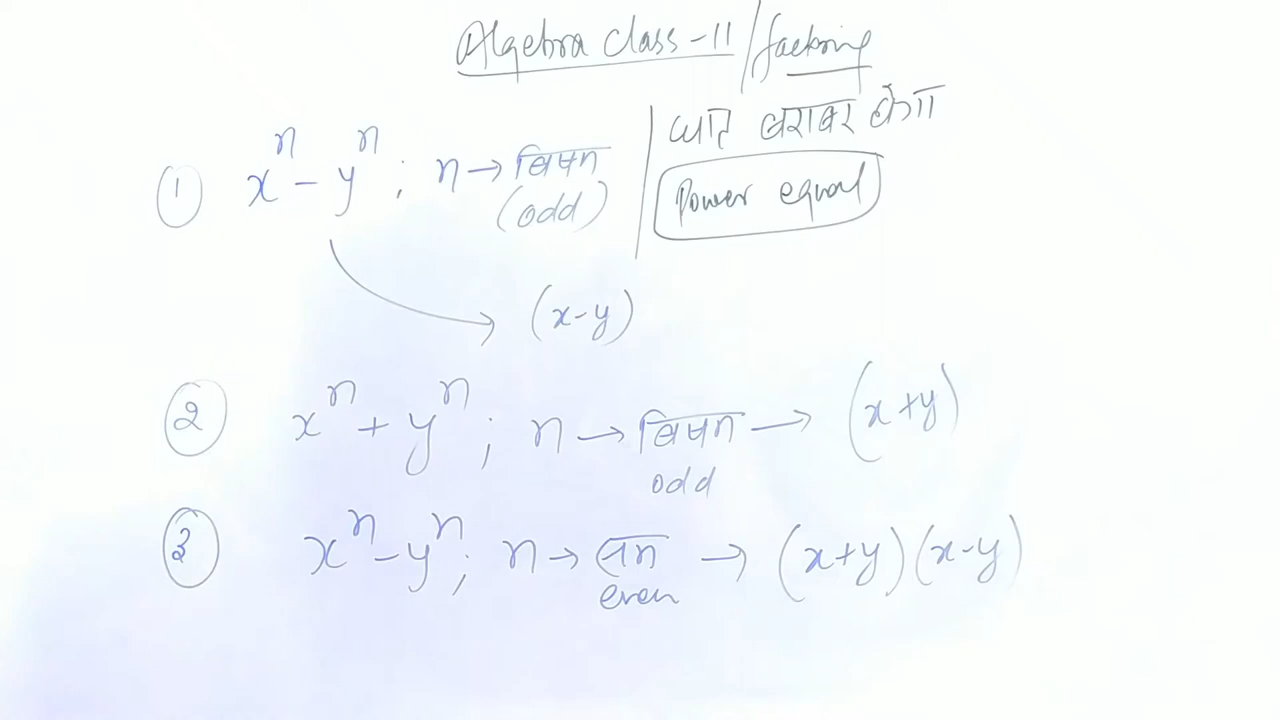 Algebra class-11 / factoring
① xⁿ - yⁿ ; n → विषम (odd) | घात बराबर होगा
Power equal
(x-y)
② xⁿ + yⁿ ; n → विषम → (x+y)
odd
③ xⁿ - yⁿ ; n → सम → (x+y)(x-y)
even